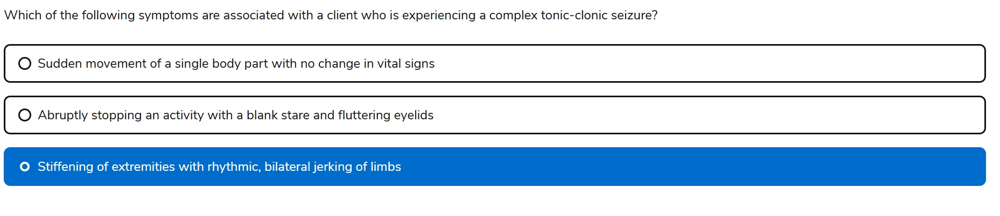 Which of the following symptoms are associated with a client who is experiencing a complex tonic-clonic seizure?
Sudden movement of a single body part with no change in vital signs
Abruptly stopping an activity with a blank stare and fluttering eyelids
Stiffening of extremities with rhythmic, bilateral jerking of limbs